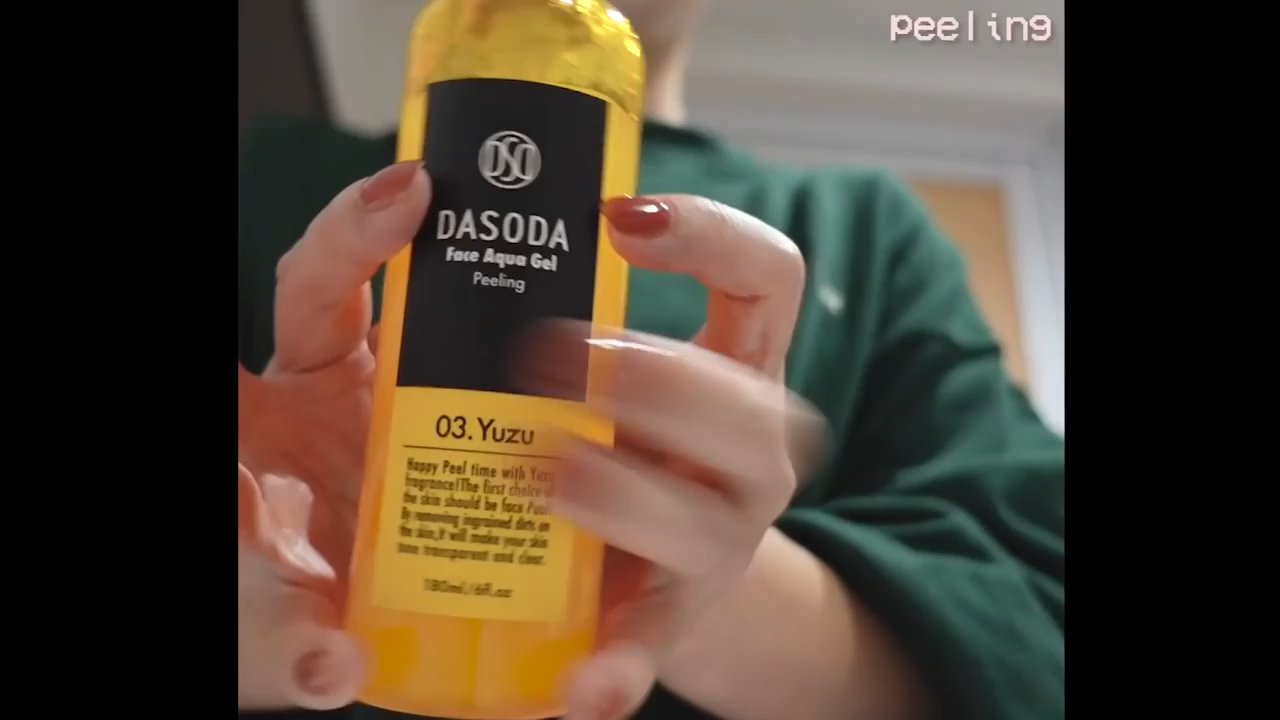 peeling
DSD
DASODA
Face Aqua Gel
Peeling
03.Yuzu
Happy Peel time with Yuzu
fragrance!The first choice of
the skin should be face
By removing ingrained dirts on
the skin,it will make your skin
tone transparent and clear.
180ml/6fl.oz